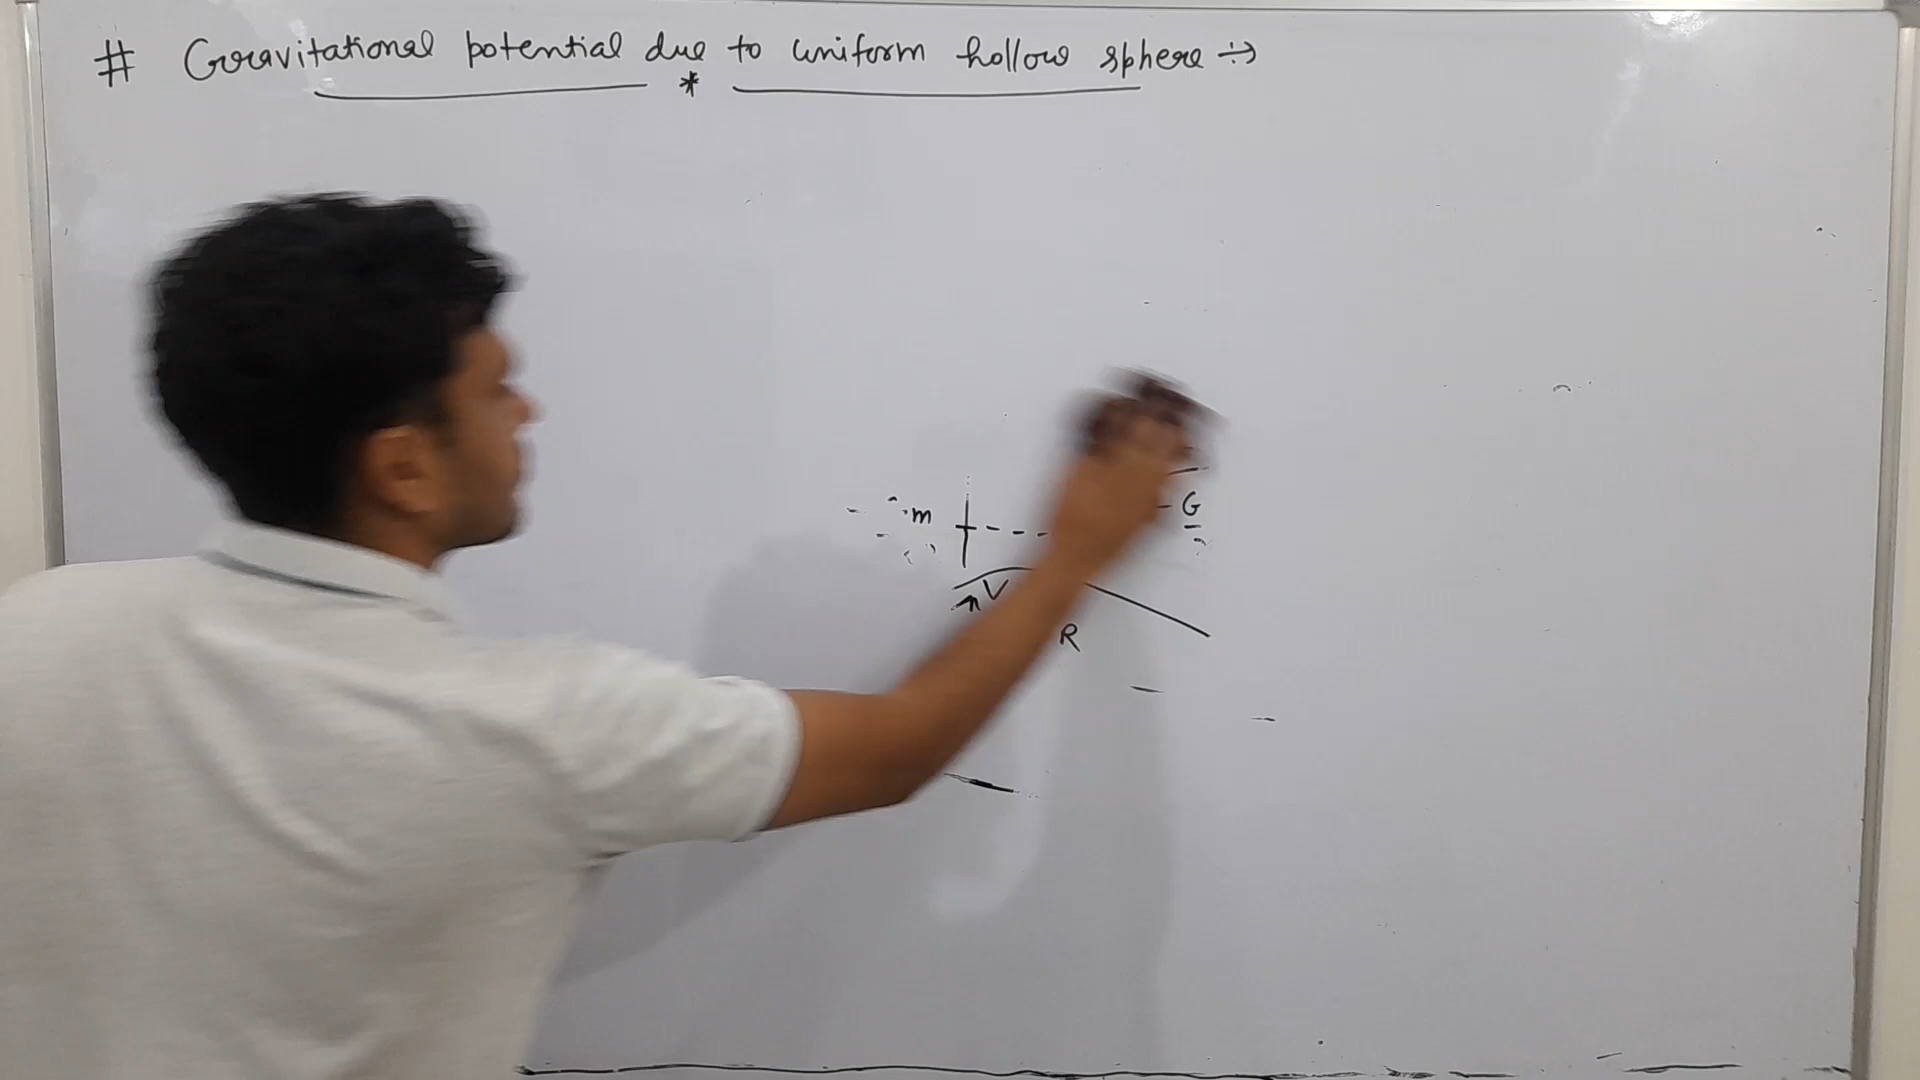 # Gravitational potential due to uniform hollow sphere ÷>
*
G
m
V
R